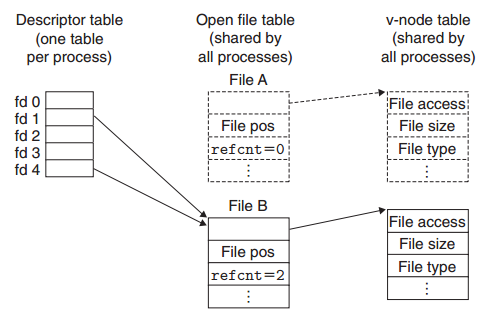 Descriptor table
(one table
per process)
Open file table
(shared by
all processes)
v-node table
(shared by
all processes)
fd 0
fd 1
fd 2
fd 3
fd 4
File A
File pos
refcnt=0
⋮
File access
File size
File type
⋮
File B
File pos
refcnt=2
⋮
File access
File size
File type
⋮